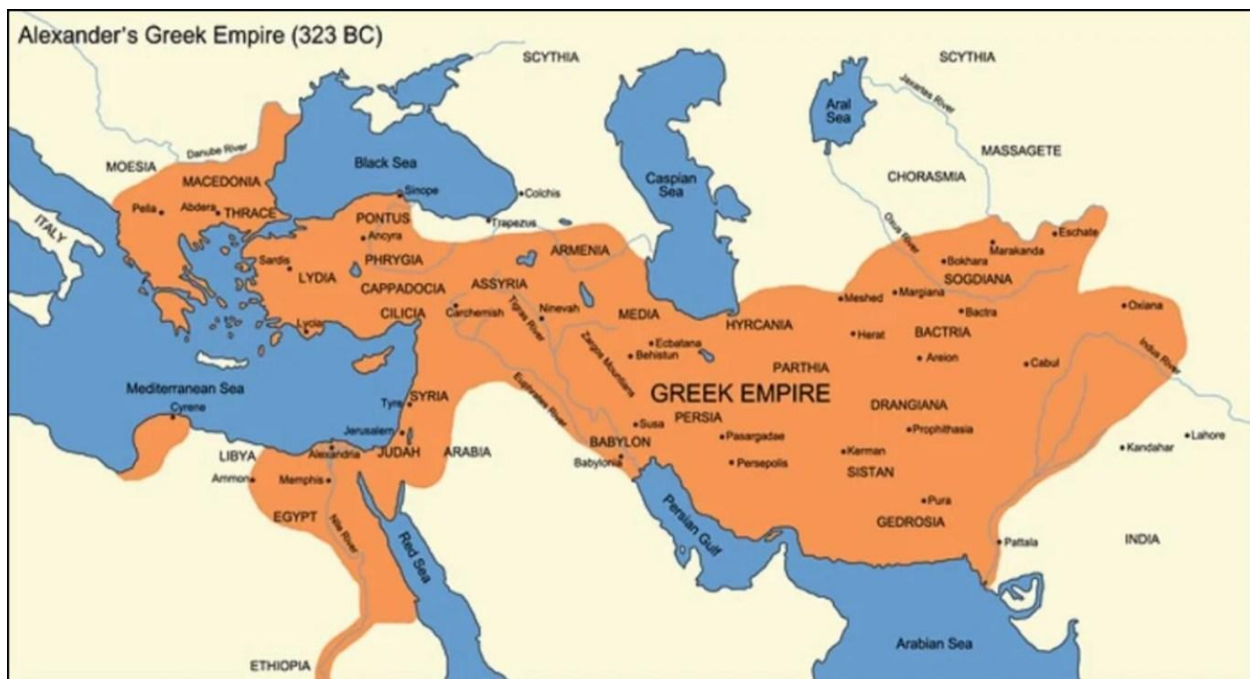 Alexander's Greek Empire (323 BC)
SCYTHIA
SCYTHIA
Aral
Sea
Jaxartes River
Danube River
MOESIA
Black Sea
MASSAGETE
MACEDONIA
Caspian
Sea
CHORASMIA
Pella
Abdera
THRACE
Sinope
Colchis
ITALY
PONTUS
Trapezus
Oxus River
Ancyra
ARMENIA
Eschate
Marakanda
Sardis
PHRYGIA
Bokhara
LYDIA
SOGDIANA
CAPPADOCIA
ASSYRIA
Meshed
Margiana
Oxiana
Carchemish
Tigras River
Ninevah
MEDIA
Bactra
Lycia
CILICIA
HYRCANIA
BACTRIA
Herat
Ecbatana
Behistun
Zargos Mountians
Areion
Cabul
Indus River
PARTHIA
Mediterranean Sea
Euphrates River
GREEK EMPIRE
Cyrene
Tyre
SYRIA
DRANGIANA
PERSIA
Susa
Jerusalem
Prophthasia
Lahore
Pasargadae
BABYLON
Kandahar
LIBYA
Alexandria
JUDAH
ARABIA
Kerman
Babylonia
Persepolis
SISTAN
Ammon
Memphis
Pura
EGYPT
Nile River
Persian Gulf
GEDROSIA
Pattala
INDIA
Red Sea
Arabian Sea
ETHIOPIA